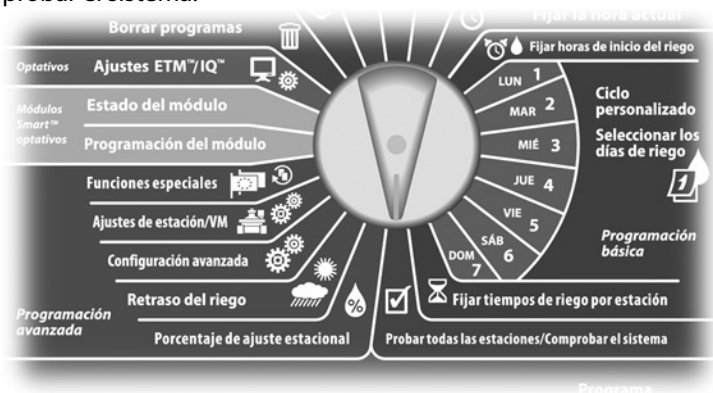 probar el sistema.
Borrar programas
Fijar la hora actual
Fijar horas de inicio del riego
Optativos
Ajustes ETM™/IQ™
Módulos
Smart™
optativos
Estado del módulo
Programación del módulo
Funciones especiales
Ajustes de estación/VM
Configuración avanzada
Retraso del riego
Programación
avanzada
Porcentaje de ajuste estacional
%
LUN 1
MAR 2
MIÉ 3
JUE 4
VIE 5
SÁB 6
DOM 7
Ciclo
personalizado
Seleccionar los
días de riego
1
Programación
básica
Fijar tiempos de riego por estación
Probar todas las estaciones/Comprobar el sistema
Programa